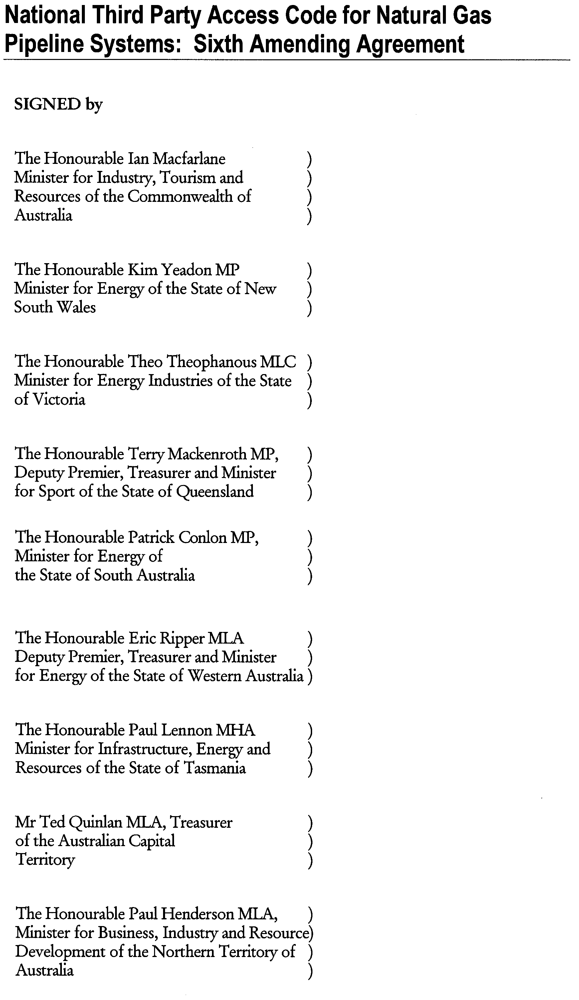 National Third Party Access Code for Natural Gas
Pipeline Systems: Sixth Amending Agreement
SIGNED by
The Honourable Ian Macfarlane )
Minister for Industry, Tourism and )
Resources of the Commonwealth of )
Australia )
The Honourable Kim Yeadon MP )
Minister for Energy of the State of New )
South Wales )
The Honourable Theo Theophanous MLC )
Minister for Energy Industries of the State )
of Victoria )
The Honourable Terry Mackenroth MP, )
Deputy Premier, Treasurer and Minister )
for Sport of the State of Queensland )
The Honourable Patrick Conlon MP, )
Minister for Energy of )
the State of South Australia )
The Honourable Eric Ripper MLA )
Deputy Premier, Treasurer and Minister )
for Energy of the State of Western Australia )
The Honourable Paul Lennon MHA )
Minister for Infrastructure, Energy and )
Resources of the State of Tasmania )
Mr Ted Quinlan MLA, Treasurer )
of the Australian Capital )
Territory )
The Honourable Paul Henderson MLA, )
Minister for Business, Industry and Resource)
Development of the Northern Territory of )
Australia )